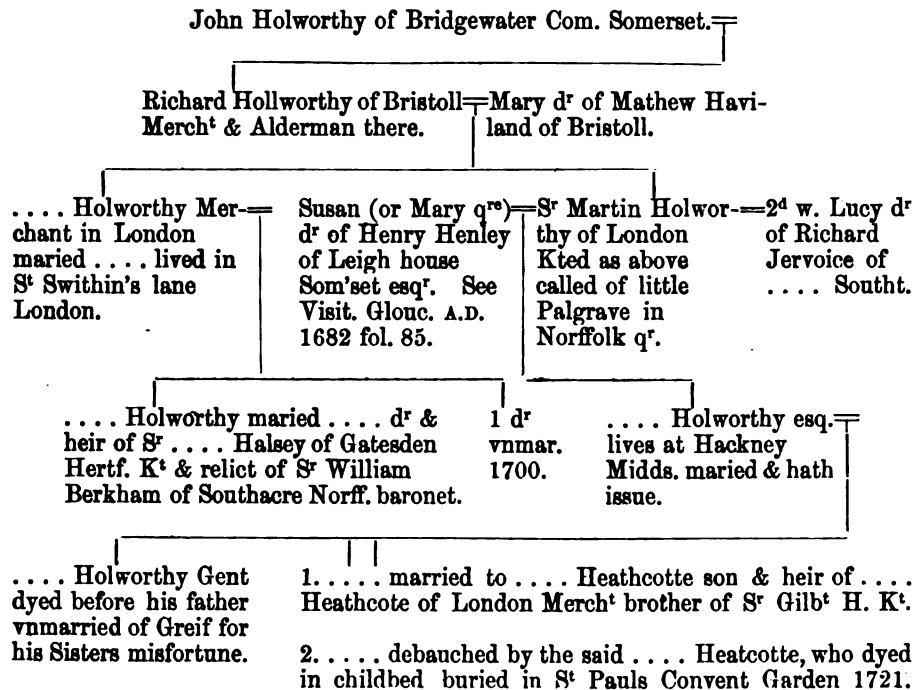 John Holworthy of Bridgewater Com. Somerset.
Richard Hollworthy of Bristoll
Merchᵗ & Alderman there.
Mary dʳ of Mathew Havi-
land of Bristoll.
. . . . Holworthy Mer-
chant in London
maried . . . . lived in
Sᵗ Swithin's lane
London.
Susan (or Mary qʳᵉ)
dʳ of Henry Henley
of Leigh house
Som'set esqʳ. See
Visit. Glouc. A.D.
1682 fol. 85.
Sʳ Martin Holwor-
thy of London
Kted as above
called of little
Palgrave in
Norffolk qʳ.
2ᵈ w. Lucy dʳ
of Richard
Jervoice of
. . . . Southt.
. . . . Holworthy maried . . . . dʳ &
heir of Sʳ . . . . Halsey of Gatesden
Hertf. Kᵗ & relict of Sʳ William
Berkham of Southacre Norff. baronet.
1 dʳ
vnmar.
1700.
. . . . Holworthy esq.
lives at Hackney
Midds. maried & hath
issue.
. . . . Holworthy Gent
dyed before his father
vnmarried of Greif for
his Sisters misfortune.
1. . . . . married to . . . . Heathcotte son & heir of . . . .
Heathcote of London Merchᵗ brother of Sʳ Gilbᵗ H. Kᵗ.
2. . . . . debauched by the said . . . . Heatcotte, who dyed
in childbed buried in Sᵗ Pauls Convent Garden 1721.